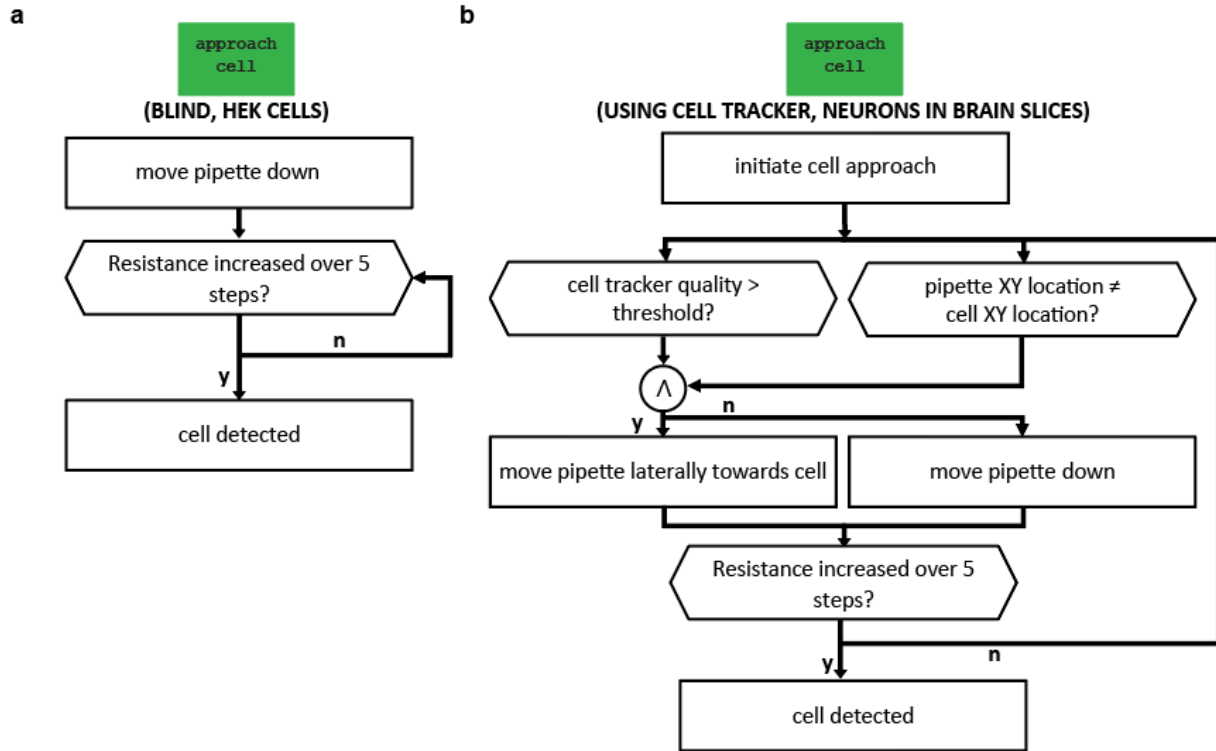 a
approach
cell
(BLIND, HEK CELLS)
move pipette down
Resistance increased over 5
steps?
n
y
cell detected
b
approach
cell
(USING CELL TRACKER, NEURONS IN BRAIN SLICES)
initiate cell approach
cell tracker quality >
threshold?
pipette XY location ≠
cell XY location?
Λ
y
n
move pipette laterally towards cell
move pipette down
Resistance increased over 5
steps?
y
n
cell detected